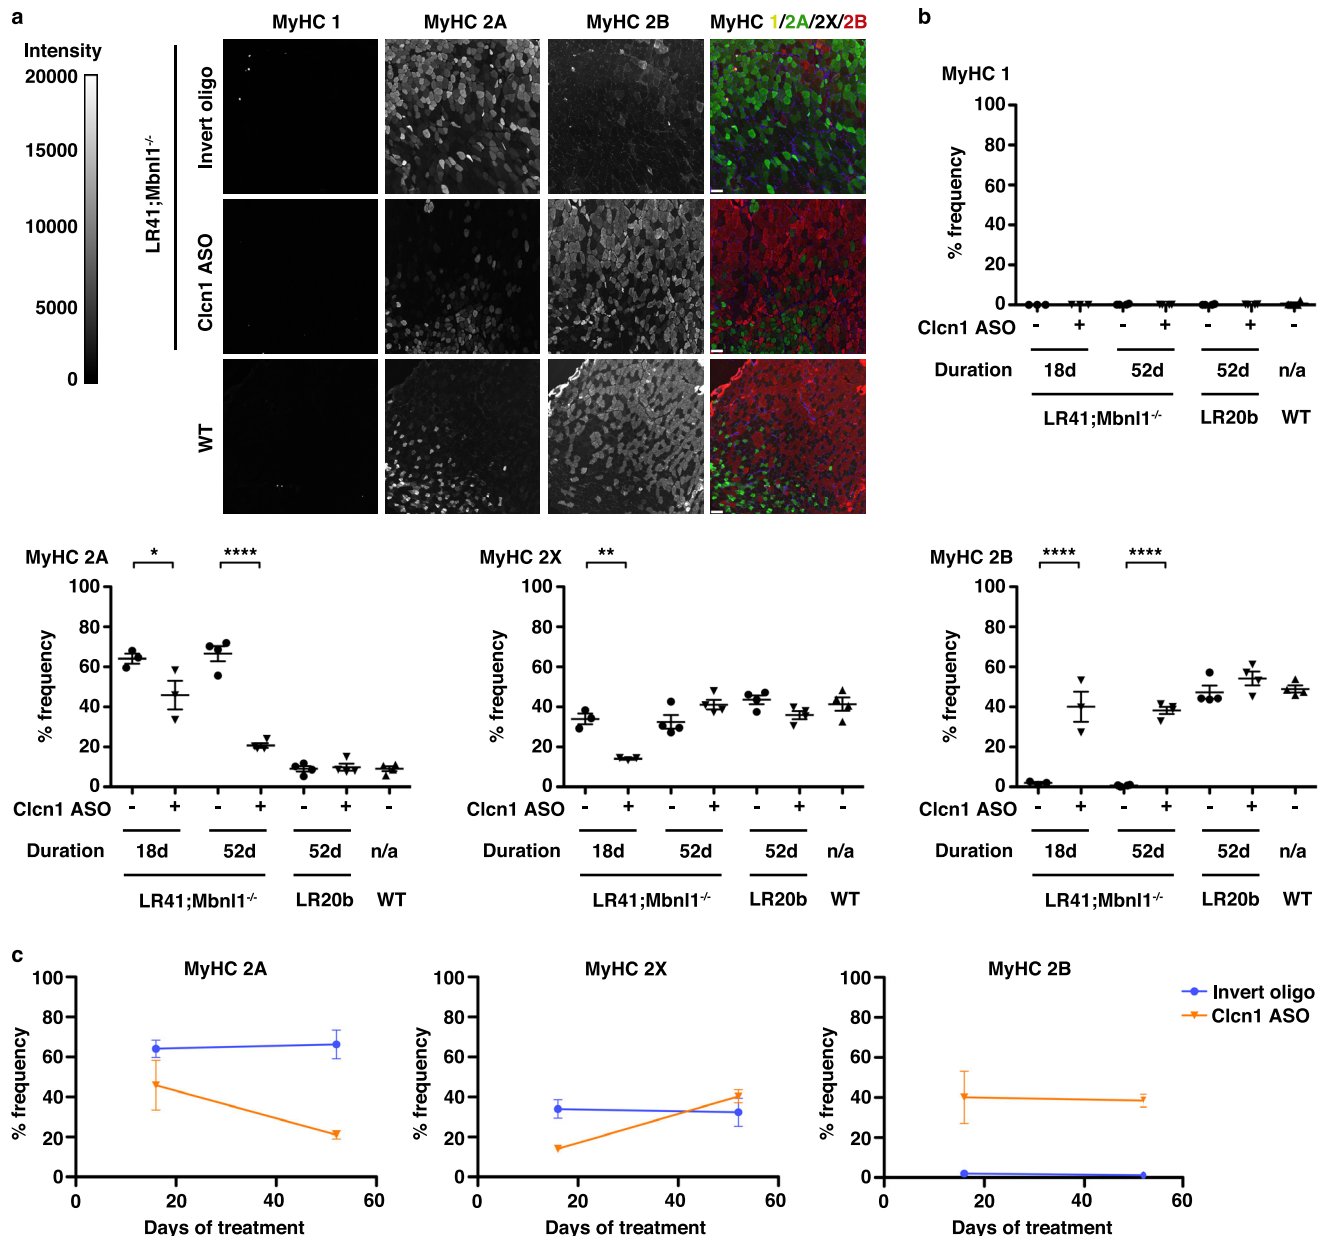 a
MyHC 1 MyHC 2A MyHC 2B MyHC 1/2A/2X/2B
Intensity
20000
15000
10000
5000
0
LR41;Mbnl1-/-
Invert oligo
Clcn1 ASO
WT
b
MyHC 1
% frequency
100
80
60
40
20
0
Clcn1 ASO - + - + - + -
Duration 18d 52d 52d n/a
LR41;Mbnl1-/- LR20b WT
MyHC 2A
* ****
% frequency
100
80
60
40
20
0
Clcn1 ASO - + - + - + -
Duration 18d 52d 52d n/a
LR41;Mbnl1-/- LR20b WT
MyHC 2X
**
% frequency
100
80
60
40
20
0
Clcn1 ASO - + - + - + -
Duration 18d 52d 52d n/a
LR41;Mbnl1-/- LR20b WT
MyHC 2B
**** ****
% frequency
100
80
60
40
20
0
Clcn1 ASO - + - + - + -
Duration 18d 52d 52d n/a
LR41;Mbnl1-/- LR20b WT
c
MyHC 2A
% frequency
100
80
60
40
20
0
0 20 40 60
Days of treatment
MyHC 2X
% frequency
100
80
60
40
20
0
0 20 40 60
Days of treatment
MyHC 2B
% frequency
100
80
60
40
20
0
0 20 40 60
Days of treatment
Invert oligo
Clcn1 ASO